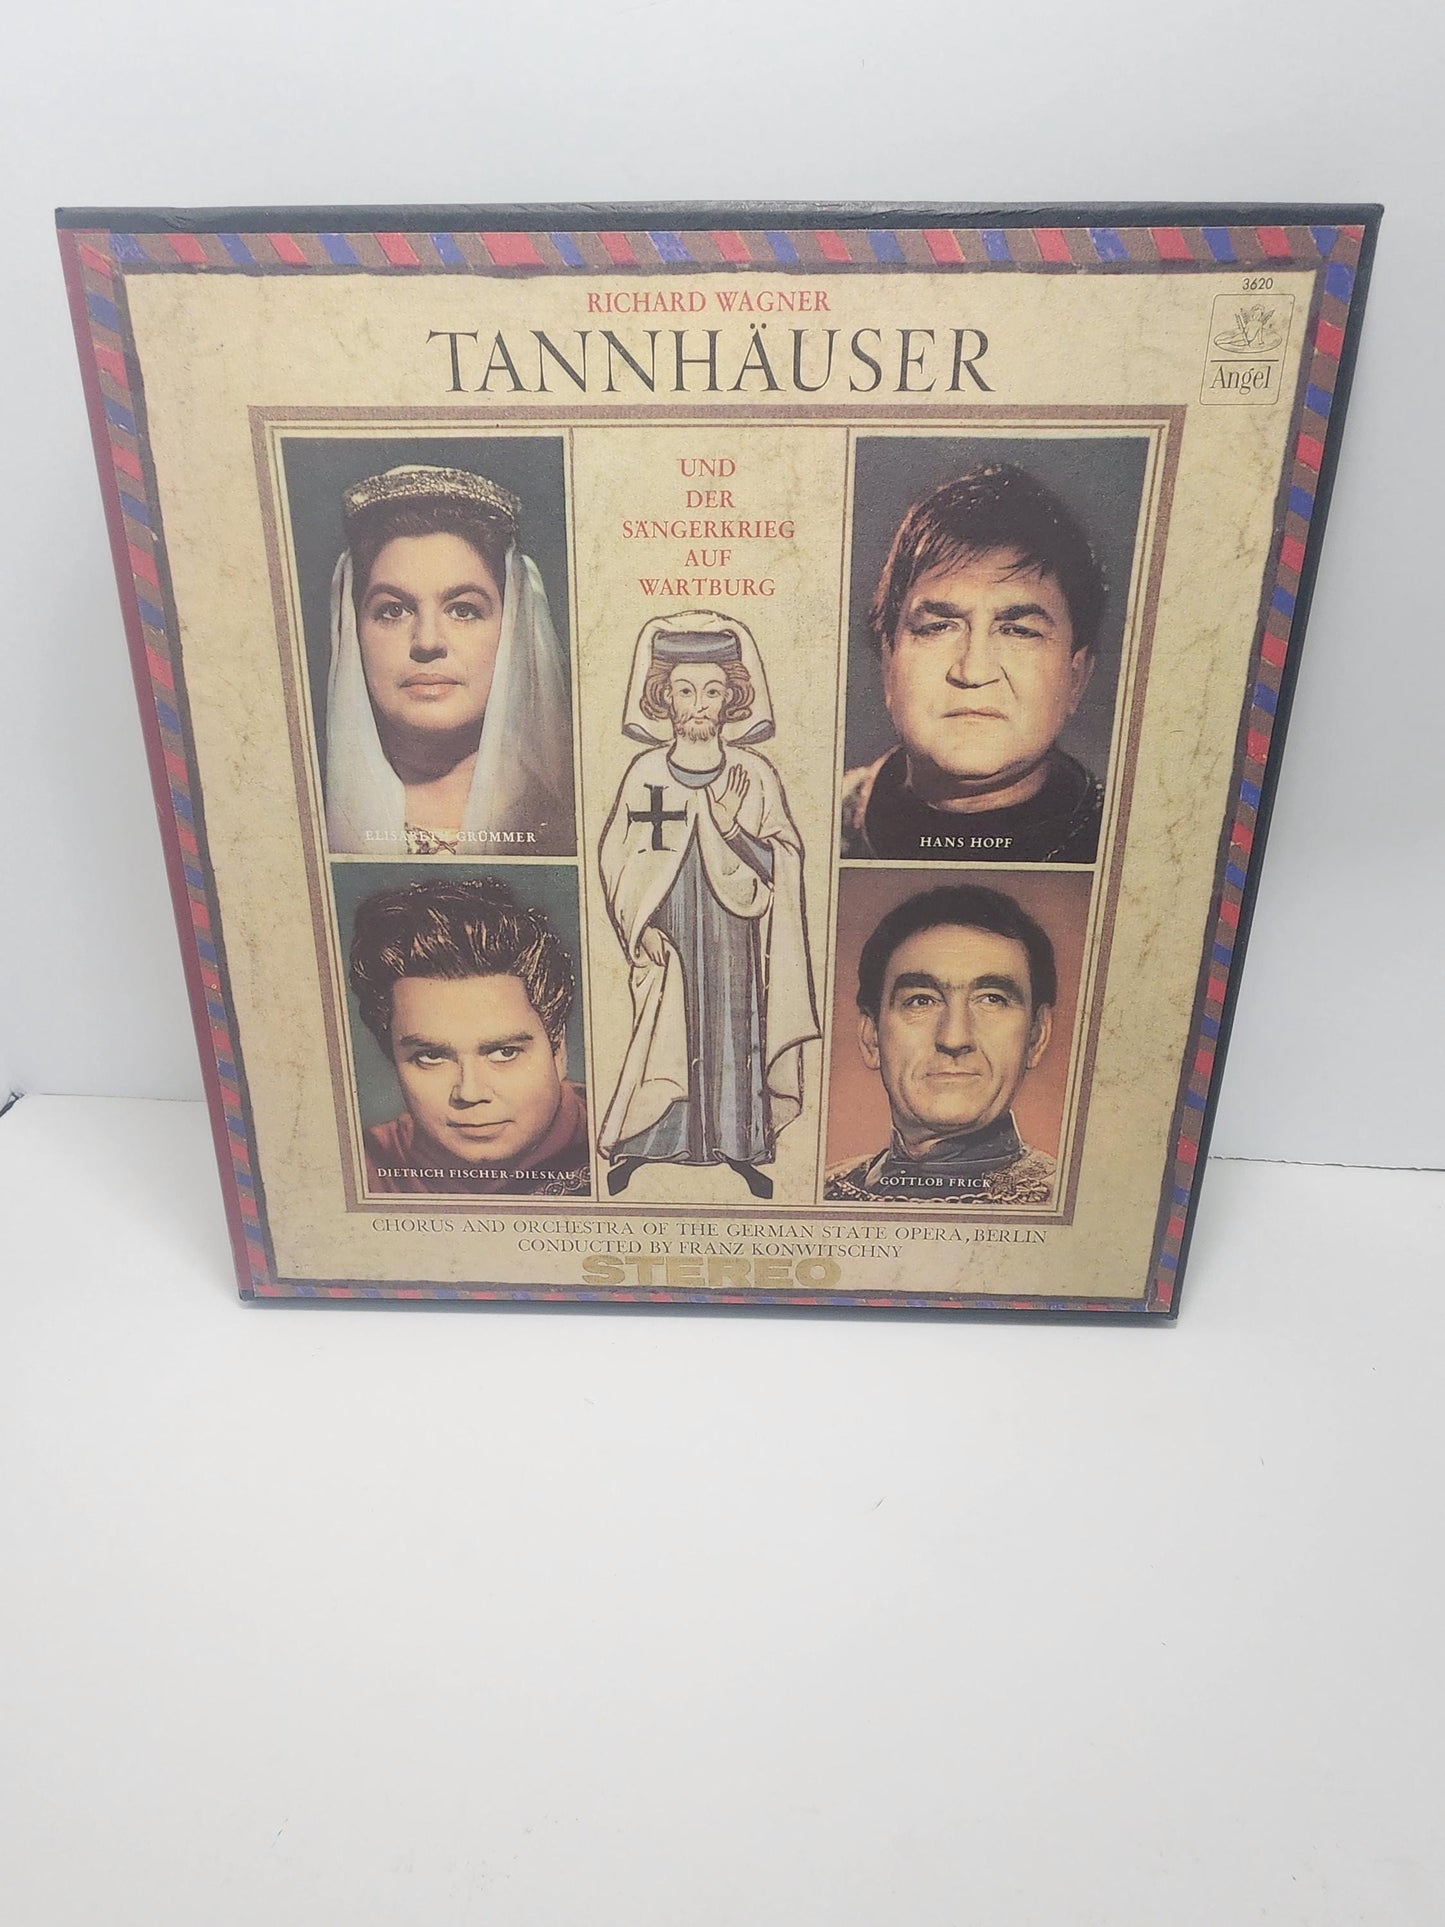 3620
Angel
RICHARD WAGNER
TANNHÄUSER
UND
DER
SÄNGERKRIEG
AUF
WARTBURG
ELISABETH GRÜMMER
HANS HOPF
DIETRICH FISCHER-DIESKAU
GOTTLOB FRICK
CHORUS AND ORCHESTRA OF THE GERMAN STATE OPERA, BERLIN
CONDUCTED BY FRANZ KONWITSCHNY
STEREO